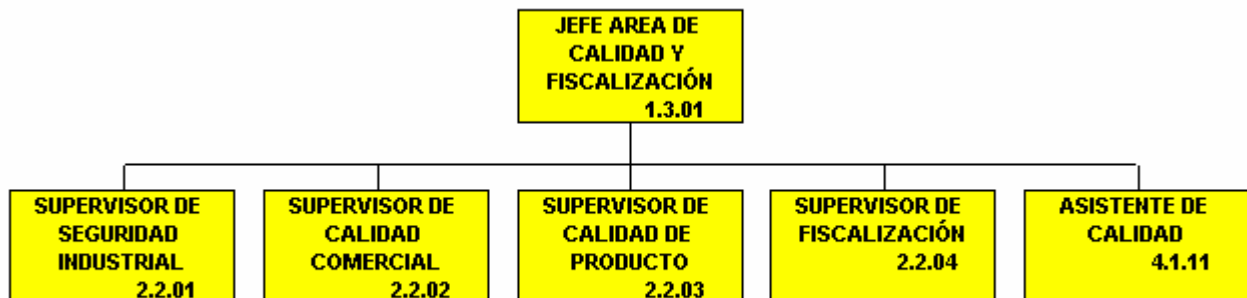 JEFE AREA DE
CALIDAD Y
FISCALIZACIÓN
1.3.01
SUPERVISOR DE
SEGURIDAD
INDUSTRIAL
2.2.01
SUPERVISOR DE
CALIDAD
COMERCIAL
2.2.02
SUPERVISOR DE
CALIDAD DE
PRODUCTO
2.2.03
SUPERVISOR DE
FISCALIZACIÓN
2.2.04
ASISTENTE DE
CALIDAD
4.1.11